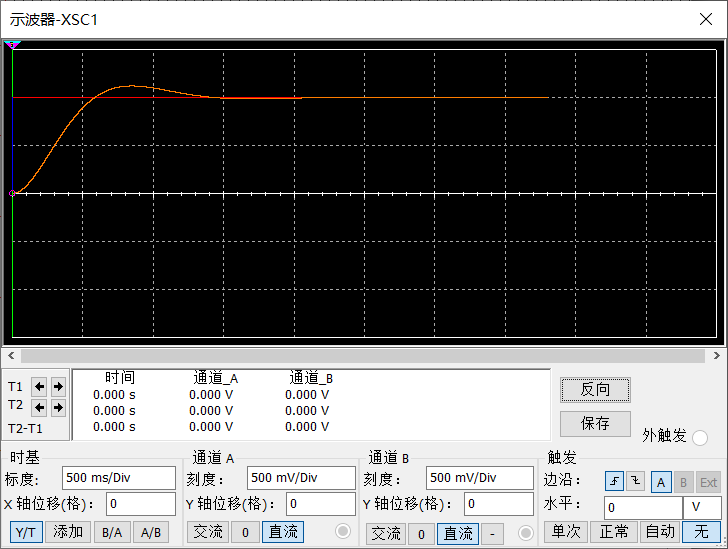 示波器-XSC1
时间 通道_A 通道_B
T1 0.000 s 0.000 V 0.000 V
T2 0.000 s 0.000 V 0.000 V
T2-T1 0.000 s 0.000 V 0.000 V
反向
保存
外触发
时基
标度: 500 ms/Div
X 轴位移(格): 0
Y/T 添加 B/A A/B
通道 A
刻度: 500 mV/Div
Y 轴位移(格): 0
交流 0 直流
通道 B
刻度: 500 mV/Div
Y 轴位移(格): 0
交流 0 直流 -
触发
边沿: A B Ext
水平: 0 V
单次 正常 自动 无